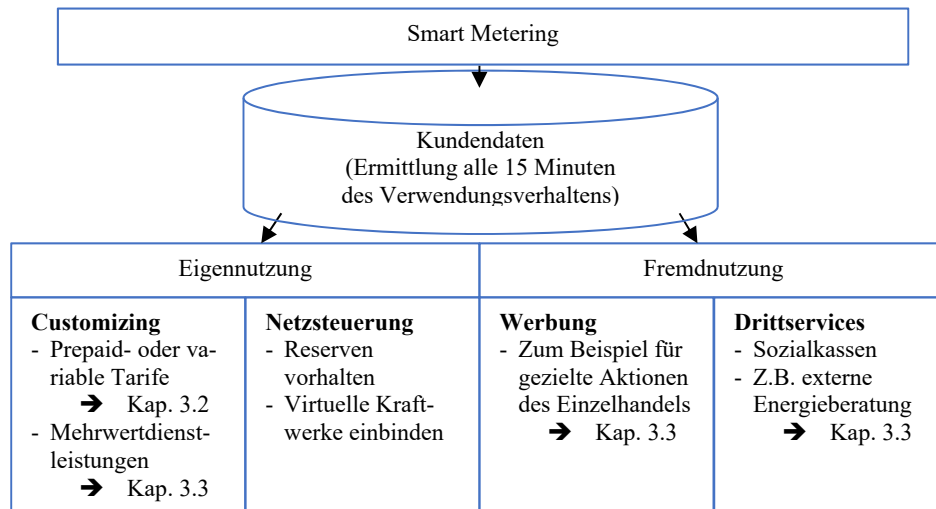 Smart Metering
Kundendaten
(Ermittlung alle 15 Minuten
des Verwendungsverhaltens)
Eigennutzung
Fremdnutzung
Customizing
- Prepaid- oder va-
riable Tarife
➔ Kap. 3.2
- Mehrwertdienst-
leistungen
➔ Kap. 3.3
Netzsteuerung
- Reserven
vorhalten
- Virtuelle Kraft-
werke einbinden
Werbung
- Zum Beispiel für
gezielte Aktionen
des Einzelhandels
➔ Kap. 3.3
Drittservices
- Sozialkassen
- Z.B. externe
Energieberatung
➔ Kap. 3.3